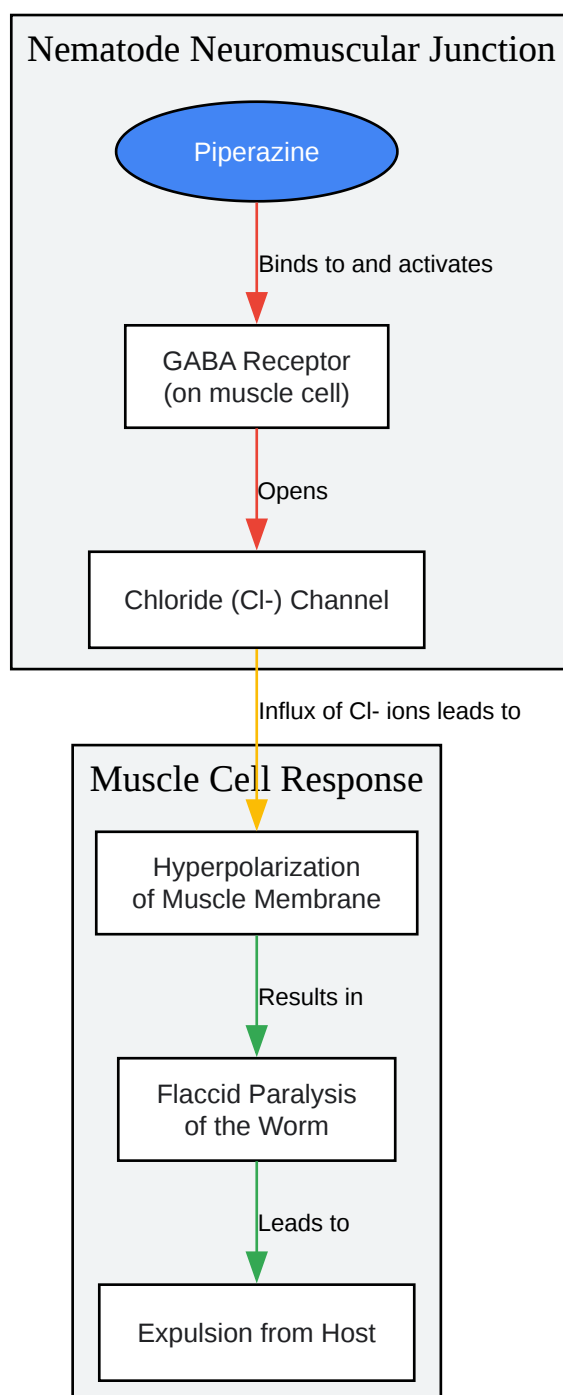 Nematode Neuromuscular Junction
Piperazine
Binds to and activates
GABA Receptor
(on muscle cell)
Opens
Chloride (Cl-) Channel
Influx of Cl- ions leads to
Muscle Cell Response
Hyperpolarization
of Muscle Membrane
Results in
Flaccid Paralysis
of the Worm
Leads to
Expulsion from Host